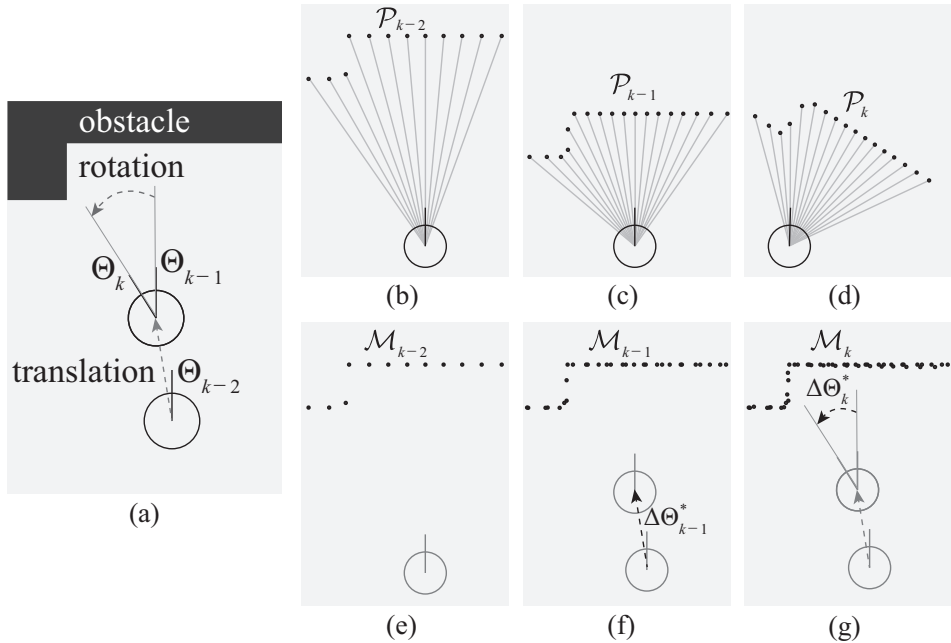 obstacle
rotation
Θₖ
Θₖ₋₁
translation
Θₖ₋₂
(a)
𝒫ₖ₋₂
(b)
𝒫ₖ₋₁
(c)
𝒫ₖ
(d)
ℳₖ₋₂
(e)
ℳₖ₋₁
ΔΘ*ₖ₋₁
(f)
ℳₖ
ΔΘ*ₖ
(g)